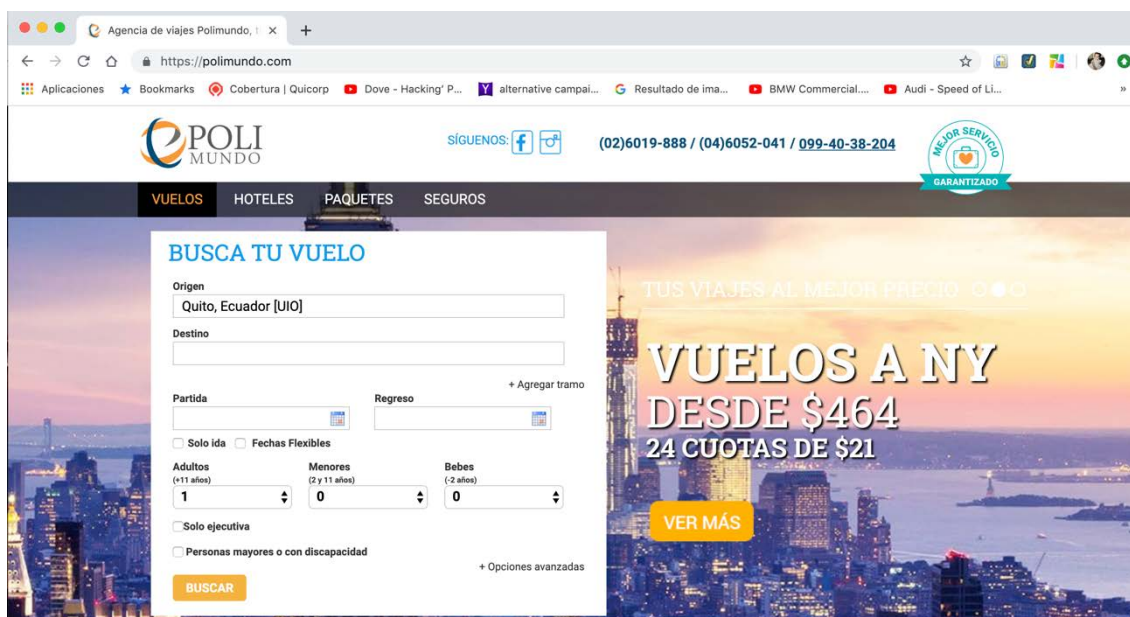 Agencia de viajes Polimundo, t
https://polimundo.com
Aplicaciones Bookmarks Cobertura | Quicorp Dove - Hacking' P... alternative campai... Resultado de ima... BMW Commercial.... Audi - Speed of Li... »
POLI
MUNDO
SÍGUENOS:
(02)6019-888 / (04)6052-041 / 099-40-38-204
MEJOR SERVICIO
GARANTIZADO
VUELOS HOTELES PAQUETES SEGUROS
BUSCA TU VUELO
Origen
Quito, Ecuador [UIO]
Destino
+ Agregar tramo
Partida Regreso
Solo ida Fechas Flexibles
Adultos Menores Bebes
(+11 años) (2 y 11 años) (-2 años)
1 0 0
Solo ejecutiva
Personas mayores o con discapacidad
+ Opciones avanzadas
BUSCAR
TUS VIAJES AL MEJOR PRECIO
VUELOS A NY
DESDE $464
24 CUOTAS DE $21
VER MÁS